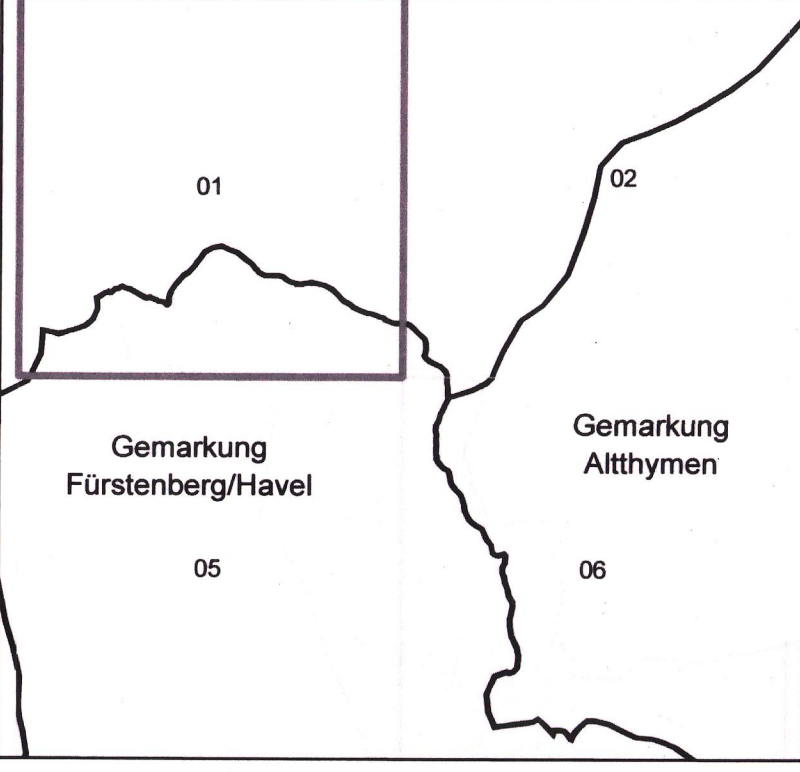 01
02
Gemarkung
Fürstenberg/Havel
Gemarkung
Altthymen
05
06